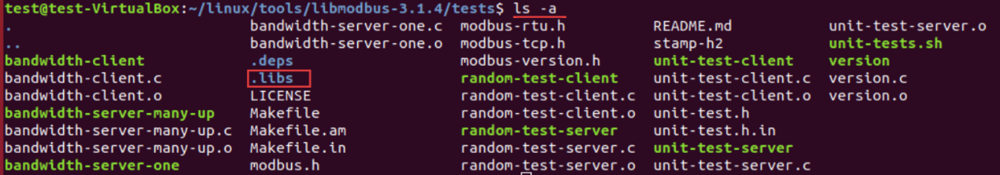 test@test-VirtualBox:~/linux/tools/libmodbus-3.1.4/tests$ ls -a
. bandwidth-server-one.c modbus-rtu.h README.md unit-test-server.o
.. bandwidth-server-one.o modbus-tcp.h stamp-h2 unit-tests.sh
bandwidth-client .deps modbus-version.h unit-test-client version
bandwidth-client.c .libs random-test-client unit-test-client.c version.c
bandwidth-client.o LICENSE random-test-client.c unit-test-client.o version.o
bandwidth-server-many-up Makefile random-test-client.o unit-test.h
bandwidth-server-many-up.c Makefile.am random-test-server unit-test.h.in
bandwidth-server-many-up.o Makefile.in random-test-server.c unit-test-server
bandwidth-server-one modbus.h random-test-server.o unit-test-server.c